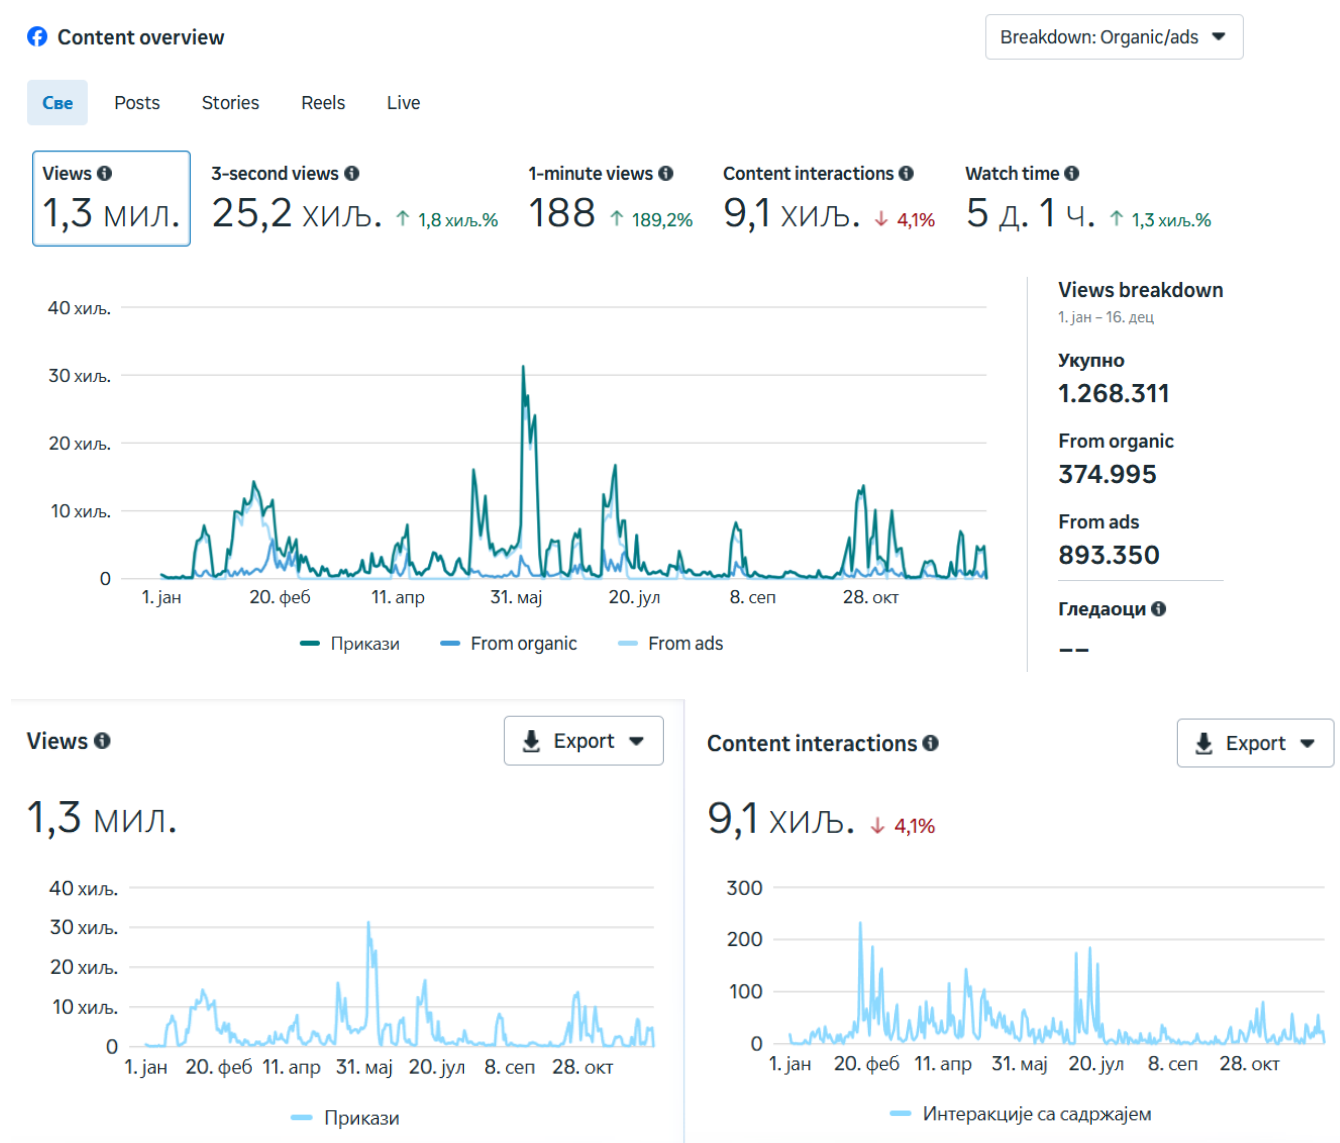 Content overview
Breakdown: Organic/ads
Све Posts Stories Reels Live
Views 3-second views 1-minute views Content interactions Watch time
1,3 мил. 25,2 хиљ. ↑ 1,8 хиљ.% 188 ↑ 189,2% 9,1 хиљ. ↓ 4,1% 5 д. 1 ч. ↑ 1,3 хиљ.%
40 хиљ.
30 хиљ.
20 хиљ.
10 хиљ.
0
1. јан 20. феб 11. апр 31. мај 20. јул 8. сеп 28. окт
Прикази From organic From ads
Views breakdown
1. јан – 16. дец
Укупно
1.268.311
From organic
374.995
From ads
893.350
Гледаоци
--
Views
Export
1,3 мил.
40 хиљ.
30 хиљ.
20 хиљ.
10 хиљ.
0
1. јан 20. феб 11. апр 31. мај 20. јул 8. сеп 28. окт
Прикази
Content interactions
Export
9,1 хиљ. ↓ 4,1%
300
200
100
0
1. јан 20. феб 11. апр 31. мај 20. јул 8. сеп 28. окт
Интеракције са садржајем